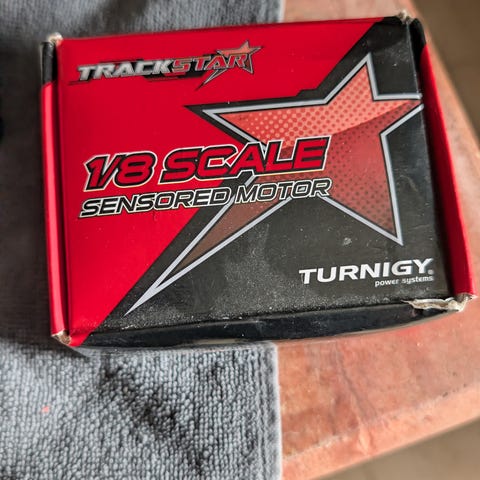 TRACKSTAR
1/8 SCALE
SENSORED MOTOR
TURNIGY®
power systems